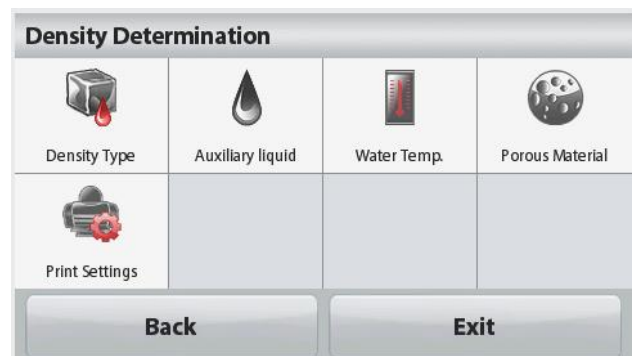 Density Determination
Density Type Auxiliary liquid Water Temp. Porous Material
Print Settings
Back Exit